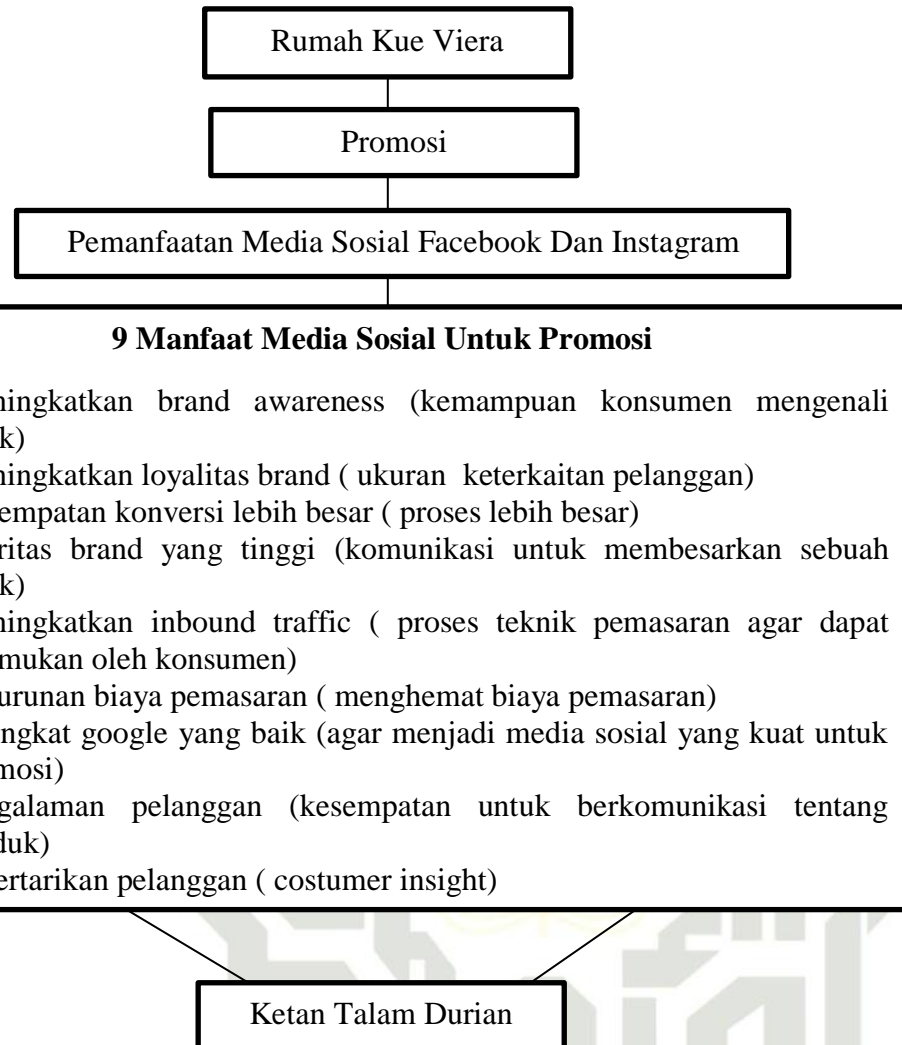 Rumah Kue Viera
Promosi
Pemanfaatan Media Sosial Facebook Dan Instagram
9 Manfaat Media Sosial Untuk Promosi
ningkatkan brand awareness (kemampuan konsumen mengenali
k)
ningkatkan loyalitas brand ( ukuran keterkaitan pelanggan)
empatan konversi lebih besar ( proses lebih besar)
ritas brand yang tinggi (komunikasi untuk membesarkan sebuah
k)
ningkatkan inbound traffic ( proses teknik pemasaran agar dapat
mukan oleh konsumen)
urunan biaya pemasaran ( menghemat biaya pemasaran)
ngkat google yang baik (agar menjadi media sosial yang kuat untuk
mosi)
galaman pelanggan (kesempatan untuk berkomunikasi tentang
duk)
ertarikan pelanggan ( costumer insight)
Ketan Talam Durian